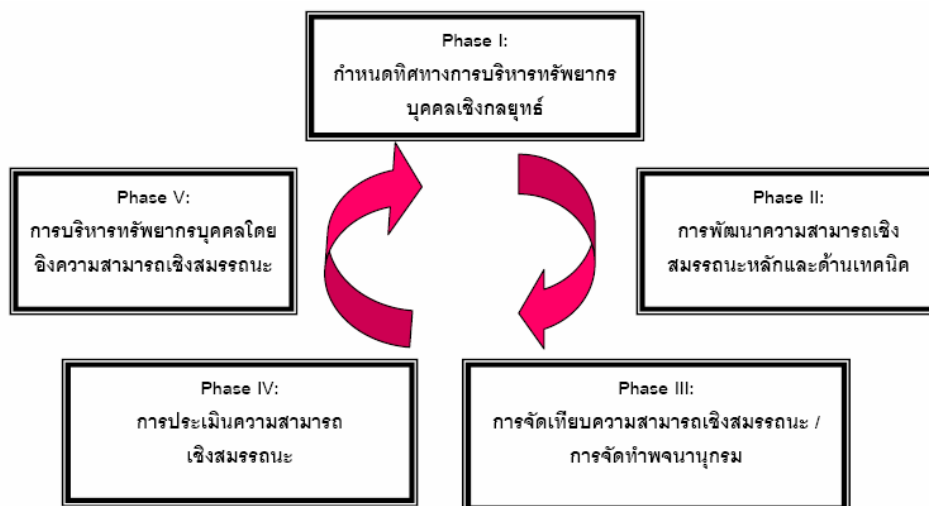 Phase I:
กำหนดทิศทางการบริหารทรัพยากร
บุคคลเชิงกลยุทธ์
Phase II:
การพัฒนาความสามารถเชิง
สมรรถนะหลักและด้านเทคนิค
Phase III:
การจัดเทียบความสามารถเชิงสมรรถนะ /
การจัดทำพจนานุกรม
Phase IV:
การประเมินความสามารถ
เชิงสมรรถนะ
Phase V:
การบริหารทรัพยากรบุคคลโดย
อิงความสามารถเชิงสมรรถนะ